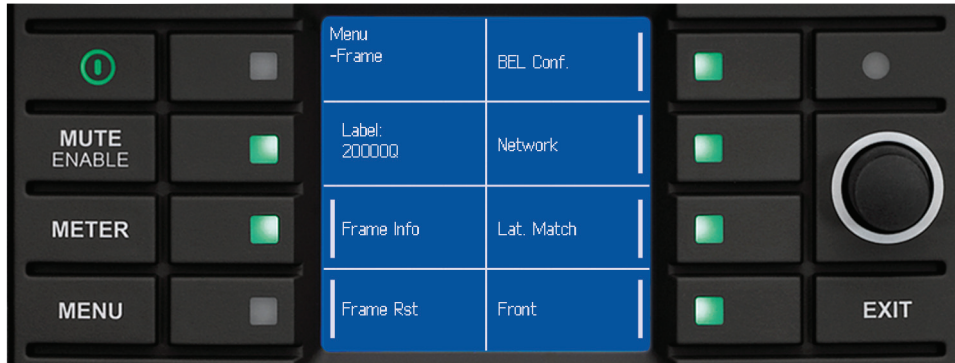 MUTE
ENABLE
METER
MENU
Menu
-Frame
Label:
20000Q
Frame Info
Frame Rst
BEL Conf.
Network
Lat. Match
Front
EXIT